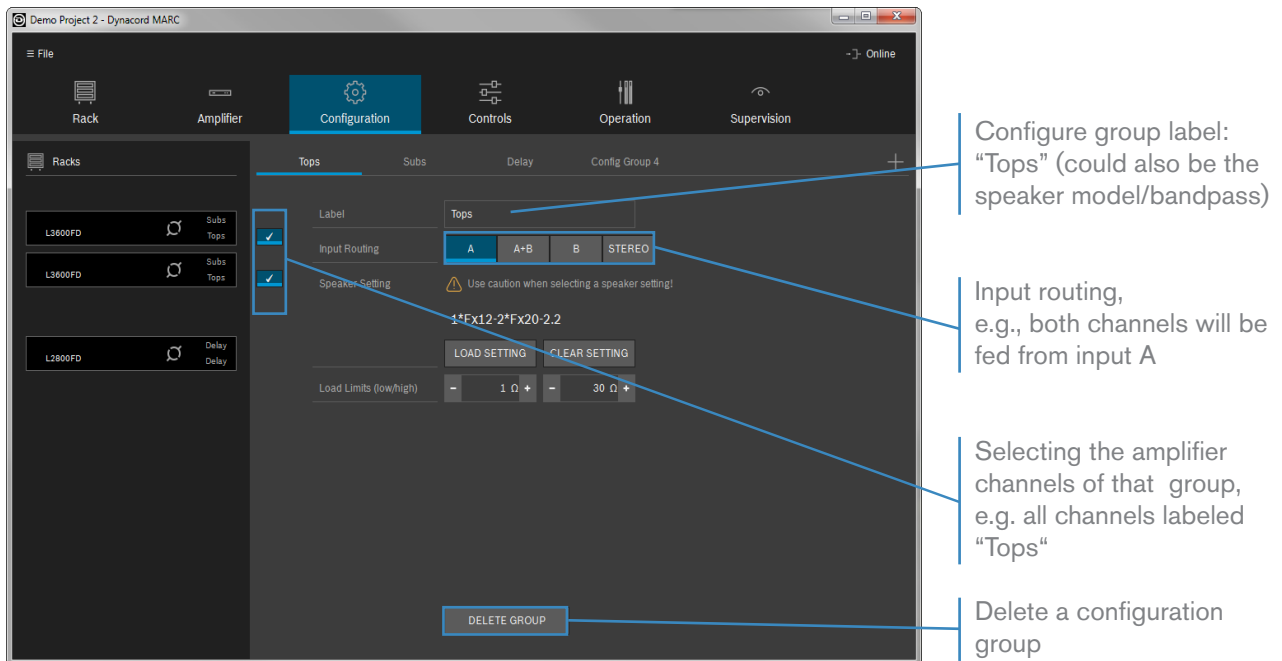 Demo Project 2 - Dynacord MARC
≡ File
Online
Rack
Amplifier
Configuration
Controls
Operation
Supervision
Racks
Tops
Subs
Delay
Config Group 4
L3600FD
Subs
Tops
L3600FD
Subs
Tops
L2800FD
Delay
Delay
Label
Tops
Input Routing
A
A+B
B
STEREO
Speaker Setting
Use caution when selecting a speaker setting!
1*Fx12-2*Fx20-2.2
LOAD SETTING
CLEAR SETTING
Load Limits (low/high)
- 1 Ω +
- 30 Ω +
DELETE GROUP
Configure group label:
“Tops” (could also be the
speaker model/bandpass)
Input routing,
e.g., both channels will be
fed from input A
Selecting the amplifier
channels of that group,
e.g. all channels labeled
“Tops“
Delete a configuration
group